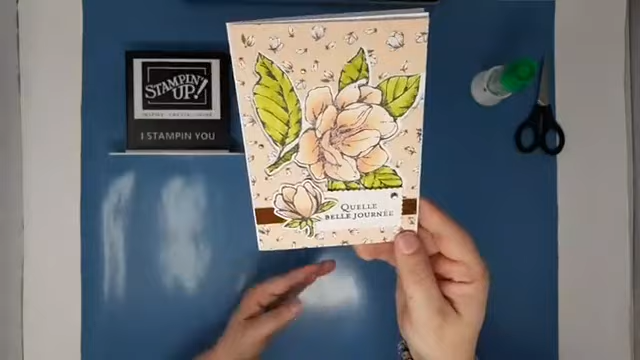 STAMPIN'
UP!
I STAMPIN YOU
QUELLE
BELLE JOURNÉE